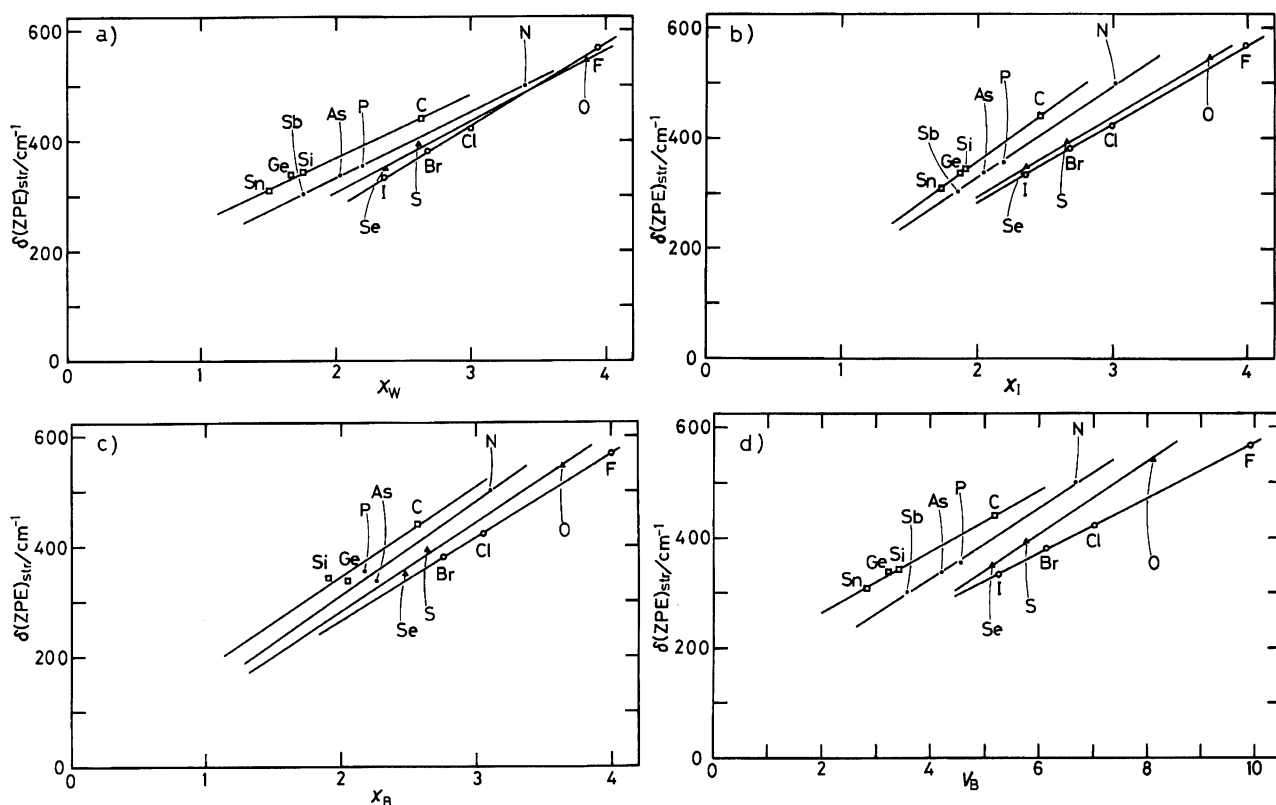 a)
600
400
200
0
δ(ZPE)str/cm⁻¹
Sn
Ge
Si
Sb
As
P
C
N
Se
I
S
Br
Cl
O
F
0 1 2 3 4
χW
b)
600
400
200
0
δ(ZPE)str/cm⁻¹
Sn
Ge
Si
Sb
As
P
C
N
Se
I
S
Br
Cl
O
F
0 1 2 3 4
χI
c)
600
400
200
0
δ(ZPE)str/cm⁻¹
Si
Ge
P
As
C
N
Se
S
Br
Cl
O
F
0 1 2 3 4
χB
d)
600
400
200
0
δ(ZPE)str/cm⁻¹
Sn
Ge
Si
Sb
As
P
C
N
Se
I
S
Br
Cl
O
F
0 2 4 6 8 10
VB